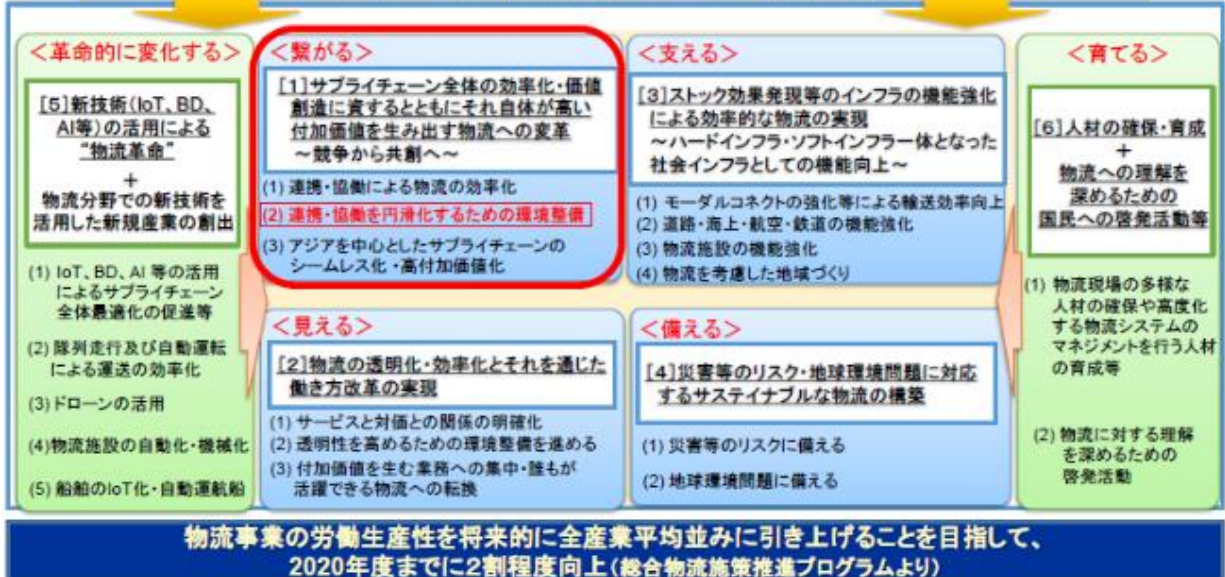 ＜革命的に変化する＞
[5]新技術(IoT、BD、
AI等)の活用による
“物流革命”
＋
物流分野での新技術を
活用した新規産業の創出
(1) IoT、BD、AI 等の活用
によるサプライチェーン
全体最適化の促進等
(2) 隊列走行及び自動運転
による運送の効率化
(3) ドローンの活用
(4)物流施設の自動化・機械化
(5) 船舶のIoT化・自動運航船
＜繋がる＞
[1]サプライチェーン全体の効率化・価値
創造に資するとともにそれ自体が高い
付加価値を生み出す物流への変革
～競争から共創へ～
(1) 連携・協働による物流の効率化
(2) 連携・協働を円滑化するための環境整備
(3) アジアを中心としたサプライチェーンの
シームレス化・高付加価値化
＜見える＞
[2]物流の透明化・効率化とそれを通じた
働き方改革の実現
(1) サービスと対価との関係の明確化
(2) 透明性を高めるための環境整備を進める
(3) 付加価値を生む業務への集中・誰もが
活躍できる物流への転換
＜支える＞
[3]ストック効果発現等のインフラの機能強化
による効率的な物流の実現
～ハードインフラ・ソフトインフラ一体となった
社会インフラとしての機能向上～
(1) モーダルコネクトの強化等による輸送効率向上
(2) 道路・海上・航空・鉄道の機能強化
(3) 物流施設の機能強化
(4) 物流を考慮した地域づくり
＜備える＞
[4]災害等のリスク・地球環境問題に対応
するサステイナブルな物流の構築
(1) 災害等のリスクに備える
(2) 地球環境問題に備える
＜育てる＞
[6]人材の確保・育成
＋
物流への理解を
深めるための
国民への啓発活動等
(1) 物流現場の多様な
人材の確保や高度化
する物流システムの
マネジメントを行う人材
の育成等
(2) 物流に対する理解
を深めるための
啓発活動
物流事業の労働生産性を将来的に全産業平均並みに引き上げることを目指して、
2020年度までに2割程度向上(総合物流施策推進プログラムより)